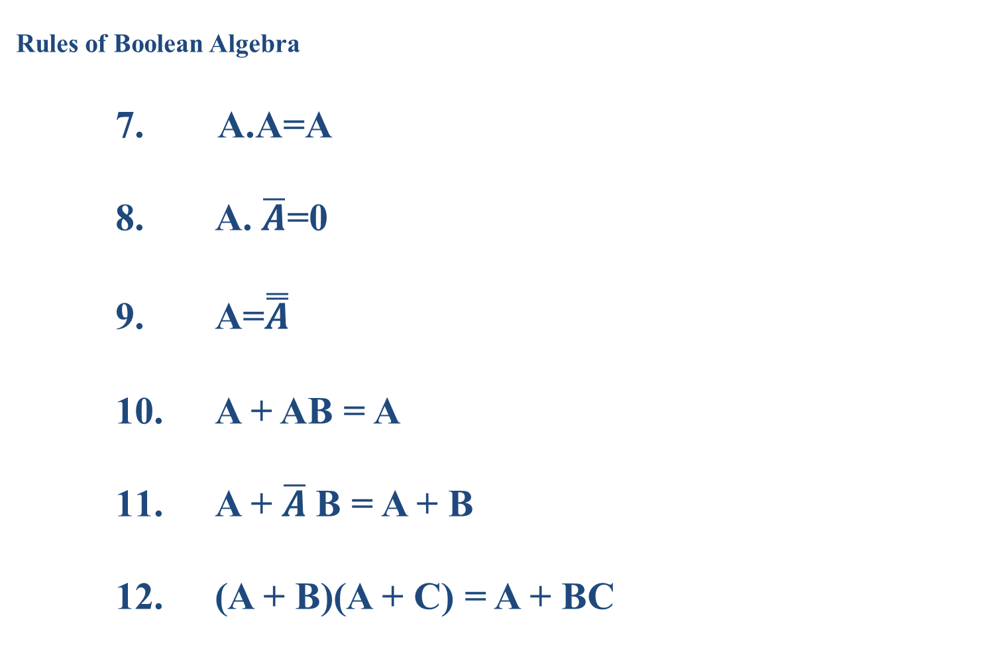 Rules of Boolean Algebra
7. A.A=A
8. A. A̅=0
9. A=A̿
10. A + AB = A
11. A + A̅ B = A + B
12. (A + B)(A + C) = A + BC